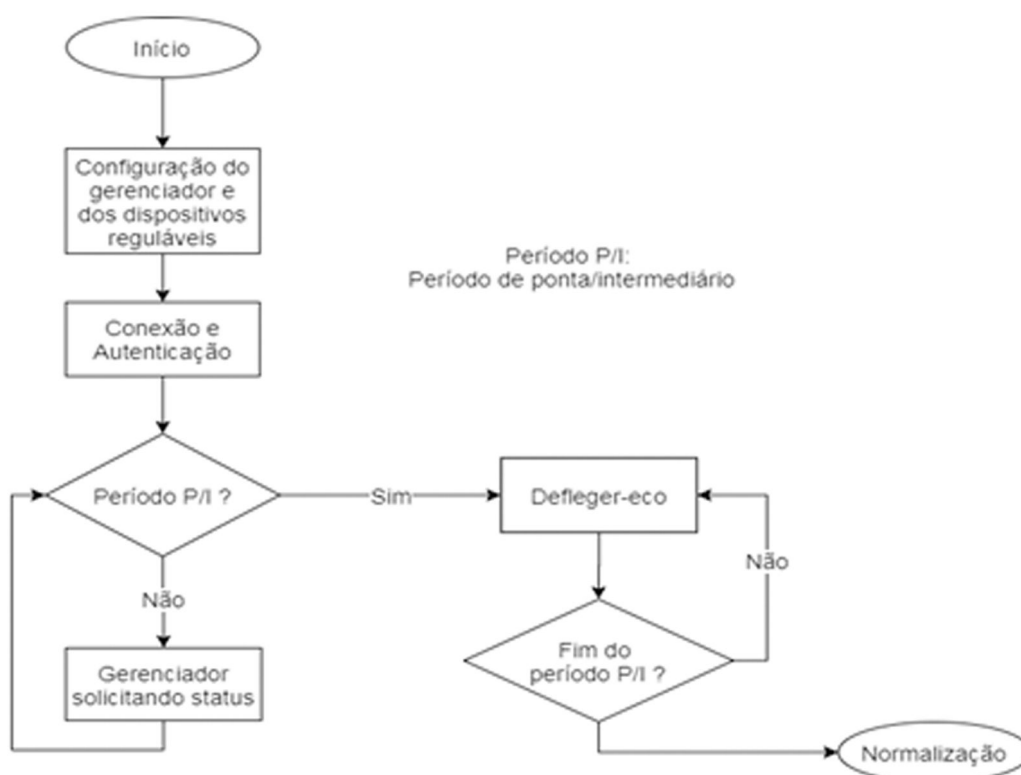 Início
Configuração do
gerenciador e
dos dispositivos
reguláveis
Período P/I:
Período de ponta/intermediário
Conexão e
Autenticação
Período P/I ?
Sim
Defleger-eco
Não
Não
Gerenciador
solicitando status
Fim do
período P/I ?
Normalização